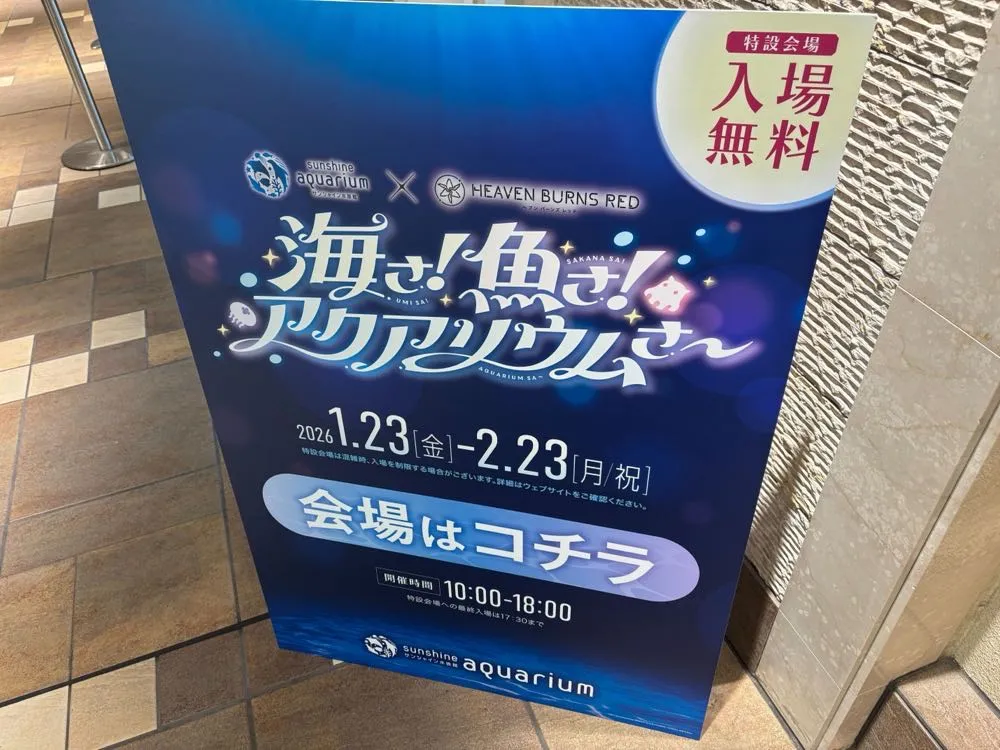 特設会場
入場
無料
sunshine
aquarium
サンシャイン水族館
×
HEAVEN BURNS RED
ヘブンバーンズレッド
海さ!魚さ!
UMI SA!
SAKANA SA!
アクアリウムさ～
AQUARIUM SA~
2026 1.23[金]-2.23[月/祝]
特設会場は混雑時、入場を制限する場合がございます。詳細はウェブサイトをご確認ください。
会場はコチラ
開催時間 10:00-18:00
特設会場への最終入場は17:30まで
sunshine
サンシャイン水族館
aquarium